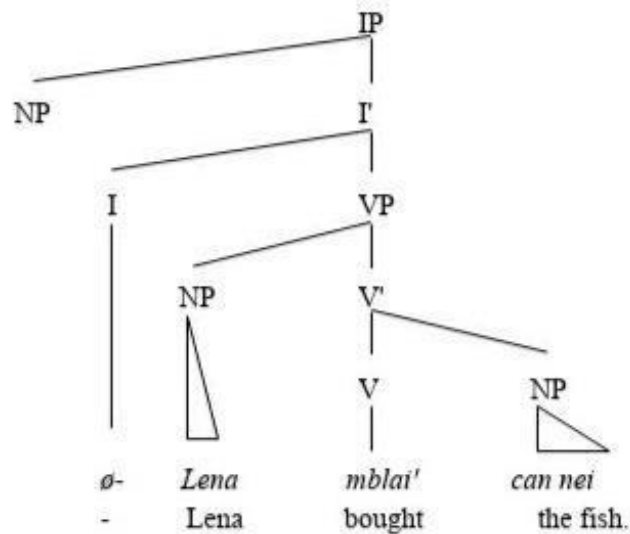 IP
NP I'
I VP
NP V'
V NP
ø- Lena mblai' can nei
- Lena bought the fish.